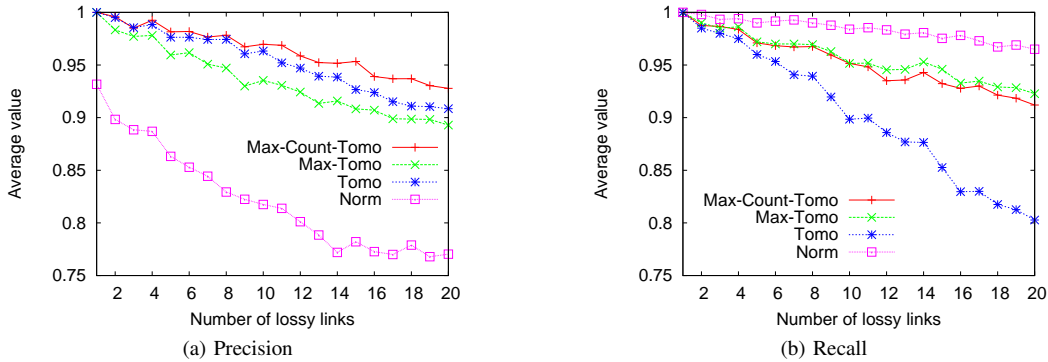 1
0.95
0.9
0.85
0.8
0.75
Average value
Max-Count-Tomo
Max-Tomo
Tomo
Norm
2 4 6 8 10 12 14 16 18 20
Number of lossy links
(a) Precision
1
0.95
0.9
0.85
0.8
0.75
Average value
Max-Count-Tomo
Max-Tomo
Tomo
Norm
2 4 6 8 10 12 14 16 18 20
Number of lossy links
(b) Recall